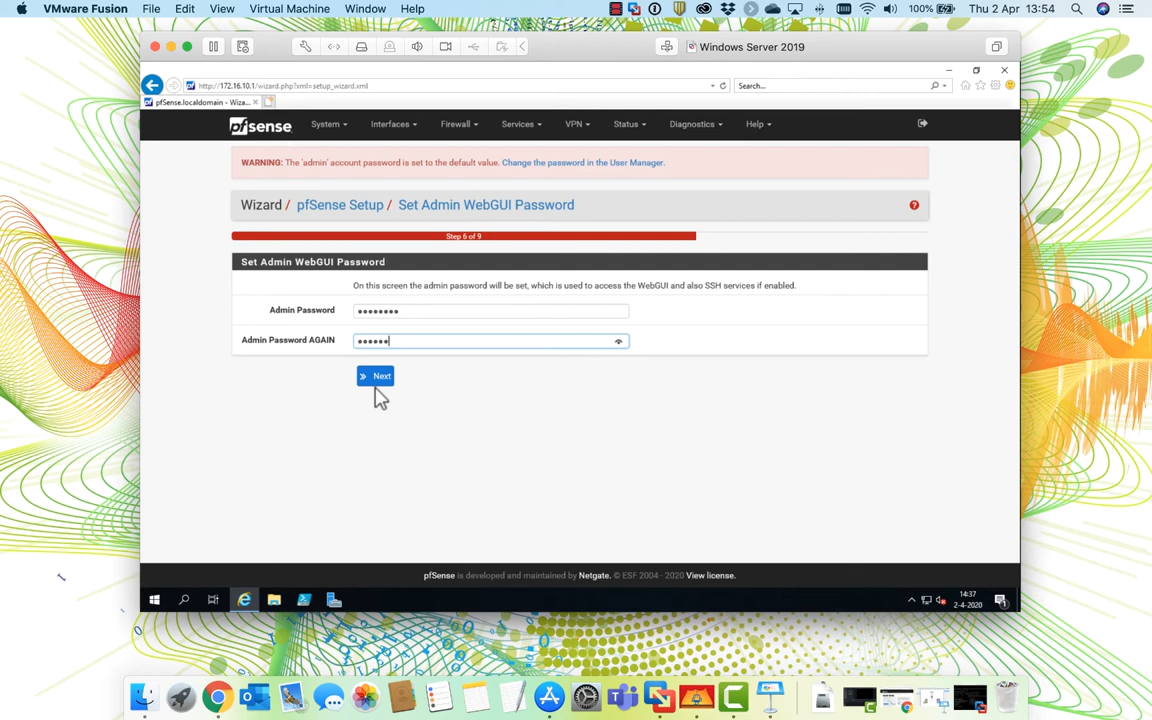 VMware Fusion File Edit View Virtual Machine Window Help 100% Thu 2 Apr 13:54
Windows Server 2019
http://172.16.10.1/wizard.php?xml=setup_wizard.xml Search...
pfSense.localdomain - Wiza...
pfsense System Interfaces Firewall Services VPN Status Diagnostics Help
WARNING: The 'admin' account password is set to the default value. Change the password in the User Manager.
Wizard / pfSense Setup / Set Admin WebGUI Password
Step 6 of 9
Set Admin WebGUI Password
On this screen the admin password will be set, which is used to access the WebGUI and also SSH services if enabled.
Admin Password ••••••••
Admin Password AGAIN ••••••
Next
pfSense is developed and maintained by Netgate. © ESF 2004 - 2020 View license.
14:37
2-4-2020